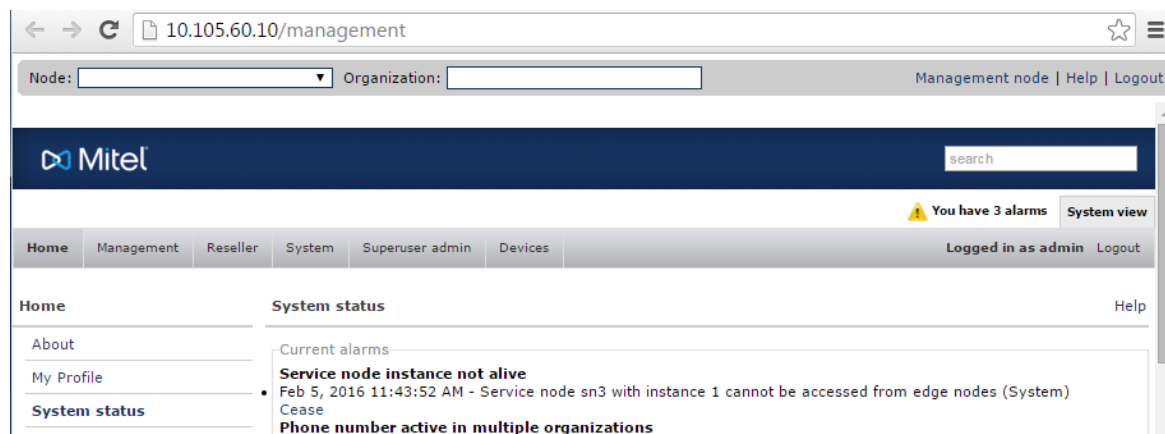 10.105.60.10/management
Node: Organization: Management node | Help | Logout
Mitel search
You have 3 alarms System view
Home Management Reseller System Superuser admin Devices Logged in as admin Logout
Home System status Help
About
My Profile
System status
Current alarms
Service node instance not alive
Feb 5, 2016 11:43:52 AM - Service node sn3 with instance 1 cannot be accessed from edge nodes (System)
Cease
Phone number active in multiple organizations